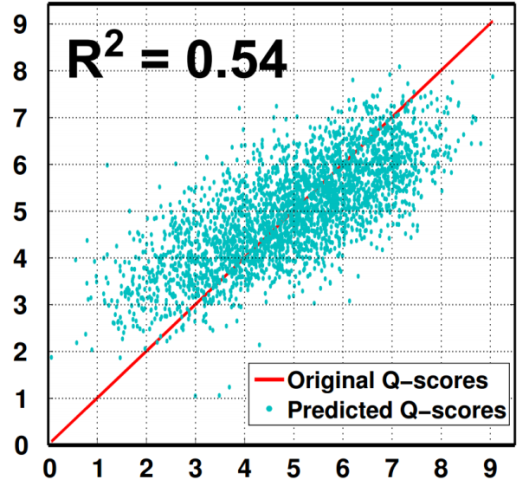 9
R² = 0.54
8
7
6
5
4
3
2
1
0
Original Q-scores
Predicted Q-scores
0 1 2 3 4 5 6 7 8 9